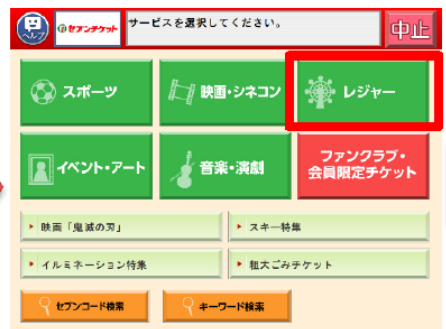 ヘルプ
セブンチケット
サービスを選択してください。
中止
スポーツ
映画・シネコン
レジャー
イベント・アート
音楽・演劇
ファンクラブ・
会員限定チケット
映画「鬼滅の刃」
スキー特集
イルミネーション特集
粗大ごみチケット
セブンコード検索
キーワード検索